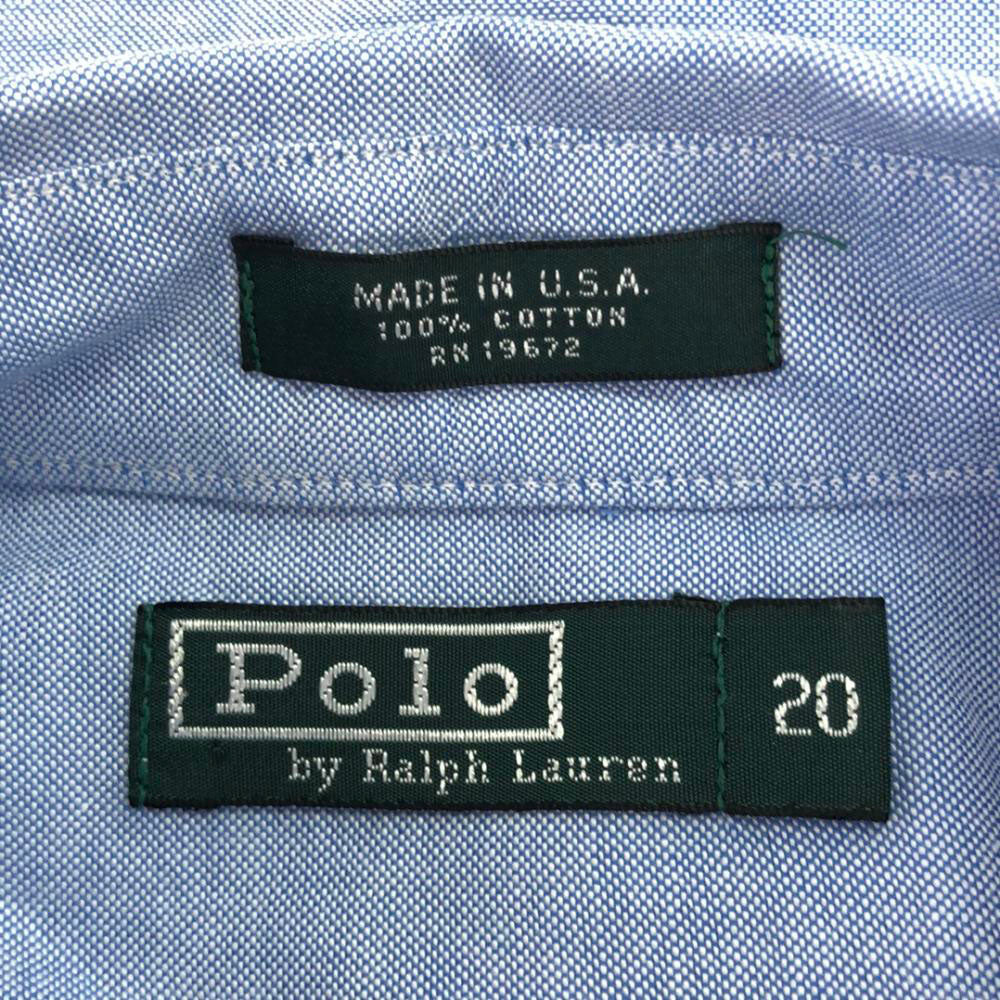 MADE IN U.S.A.
100% COTTON
RN 19672
Polo
by Ralph Lauren
20